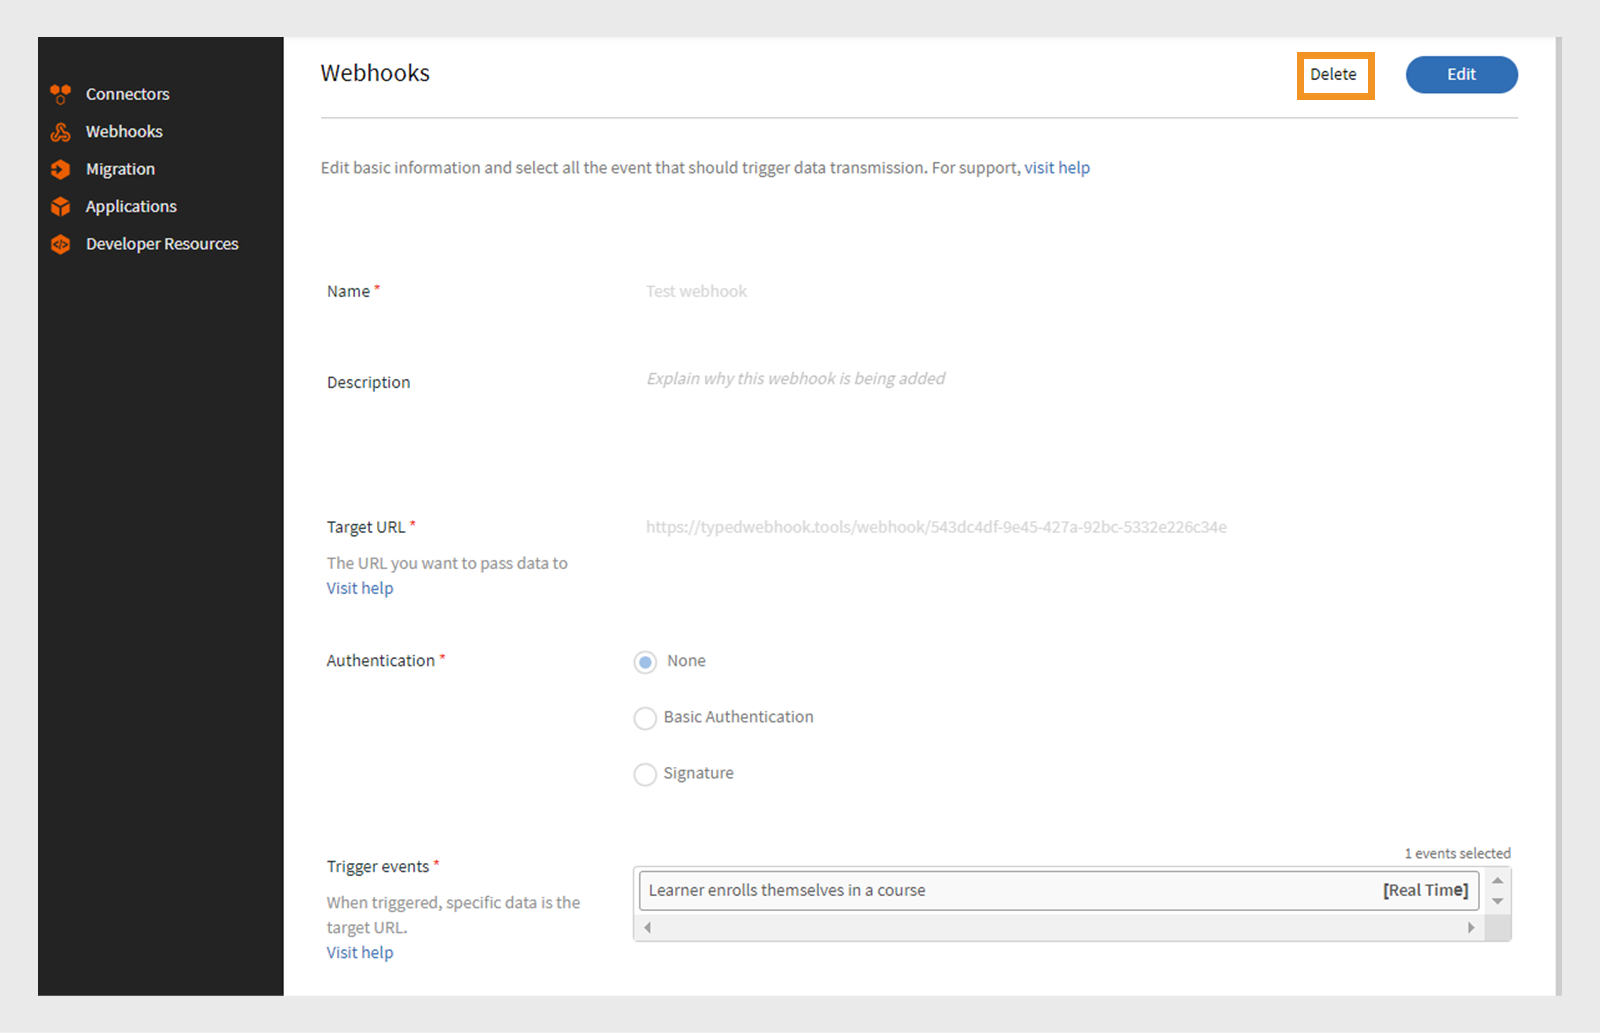 Connectors
Webhooks
Migration
Applications
Developer Resources
Webhooks
Delete
Edit
Edit basic information and select all the event that should trigger data transmission. For support, visit help
Name *
Test webhook
Description
Explain why this webhook is being added
Target URL *
https://typedwebhook.tools/webhook/543dc4df-9e45-427a-92bc-5332e226c34e
The URL you want to pass data to
Visit help
Authentication *
None
Basic Authentication
Signature
1 events selected
Trigger events *
Learner enrolls themselves in a course [Real Time]
When triggered, specific data is the
target URL.
Visit help